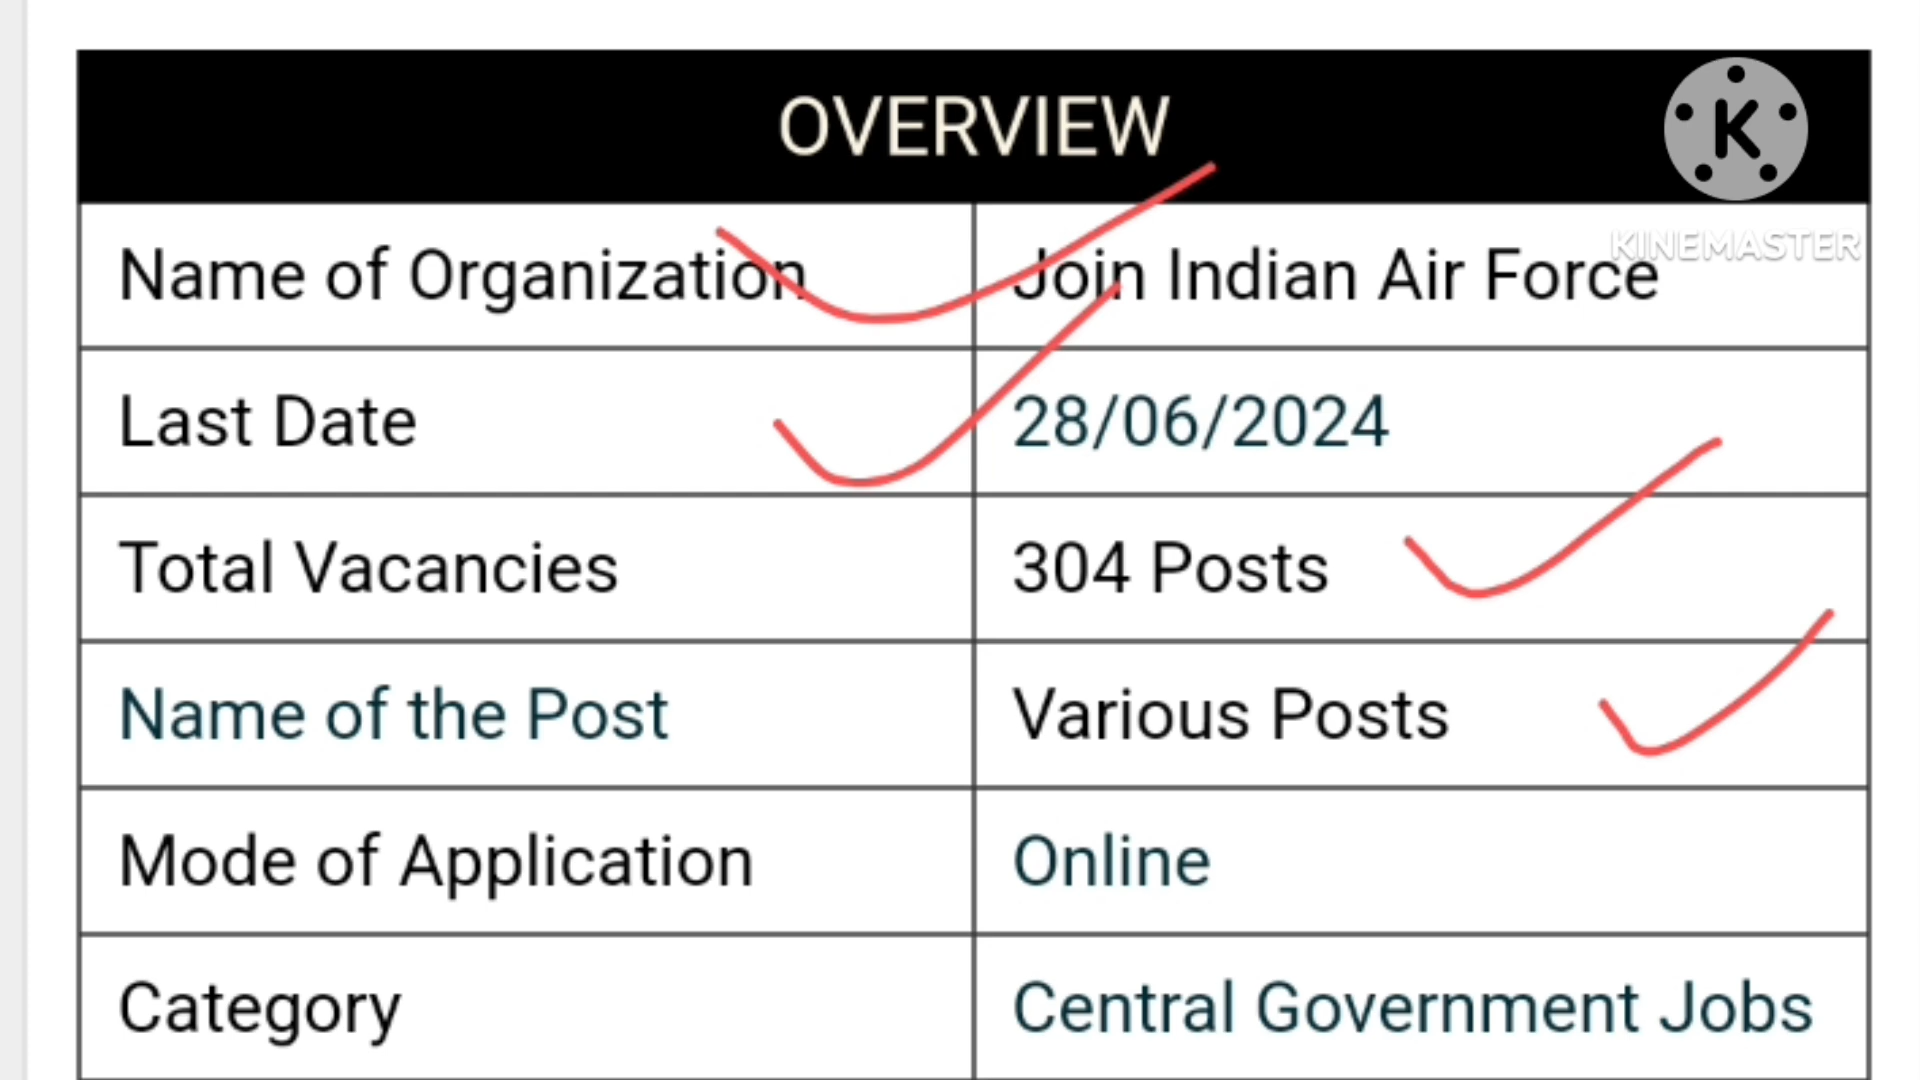 OVERVIEW
K
KINEMASTER
Name of Organization Join Indian Air Force
Last Date 28/06/2024
Total Vacancies 304 Posts
Name of the Post Various Posts
Mode of Application Online
Category Central Government Jobs